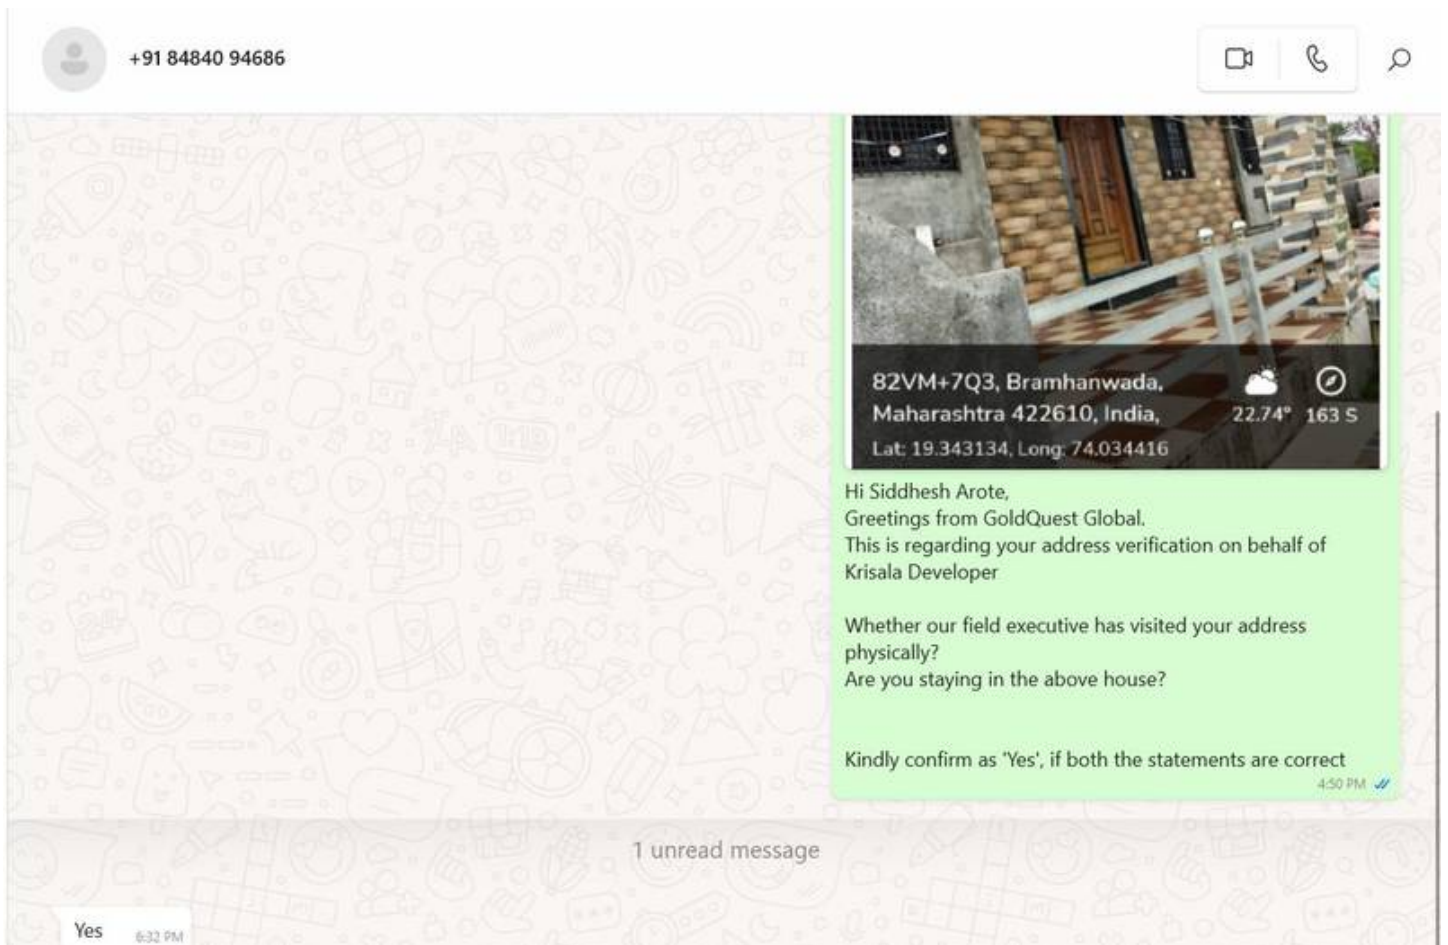 +91 84840 94686
82VM+7Q3, Bramhanwada,
Maharashtra 422610, India,
22.74° 163 S
Lat: 19.343134, Long: 74.034416
Hi Siddhesh Arote,
Greetings from GoldQuest Global.
This is regarding your address verification on behalf of
Krisala Developer
Whether our field executive has visited your address
physically?
Are you staying in the above house?
Kindly confirm as 'Yes', if both the statements are correct
4:50 PM
1 unread message
Yes 6:32 PM